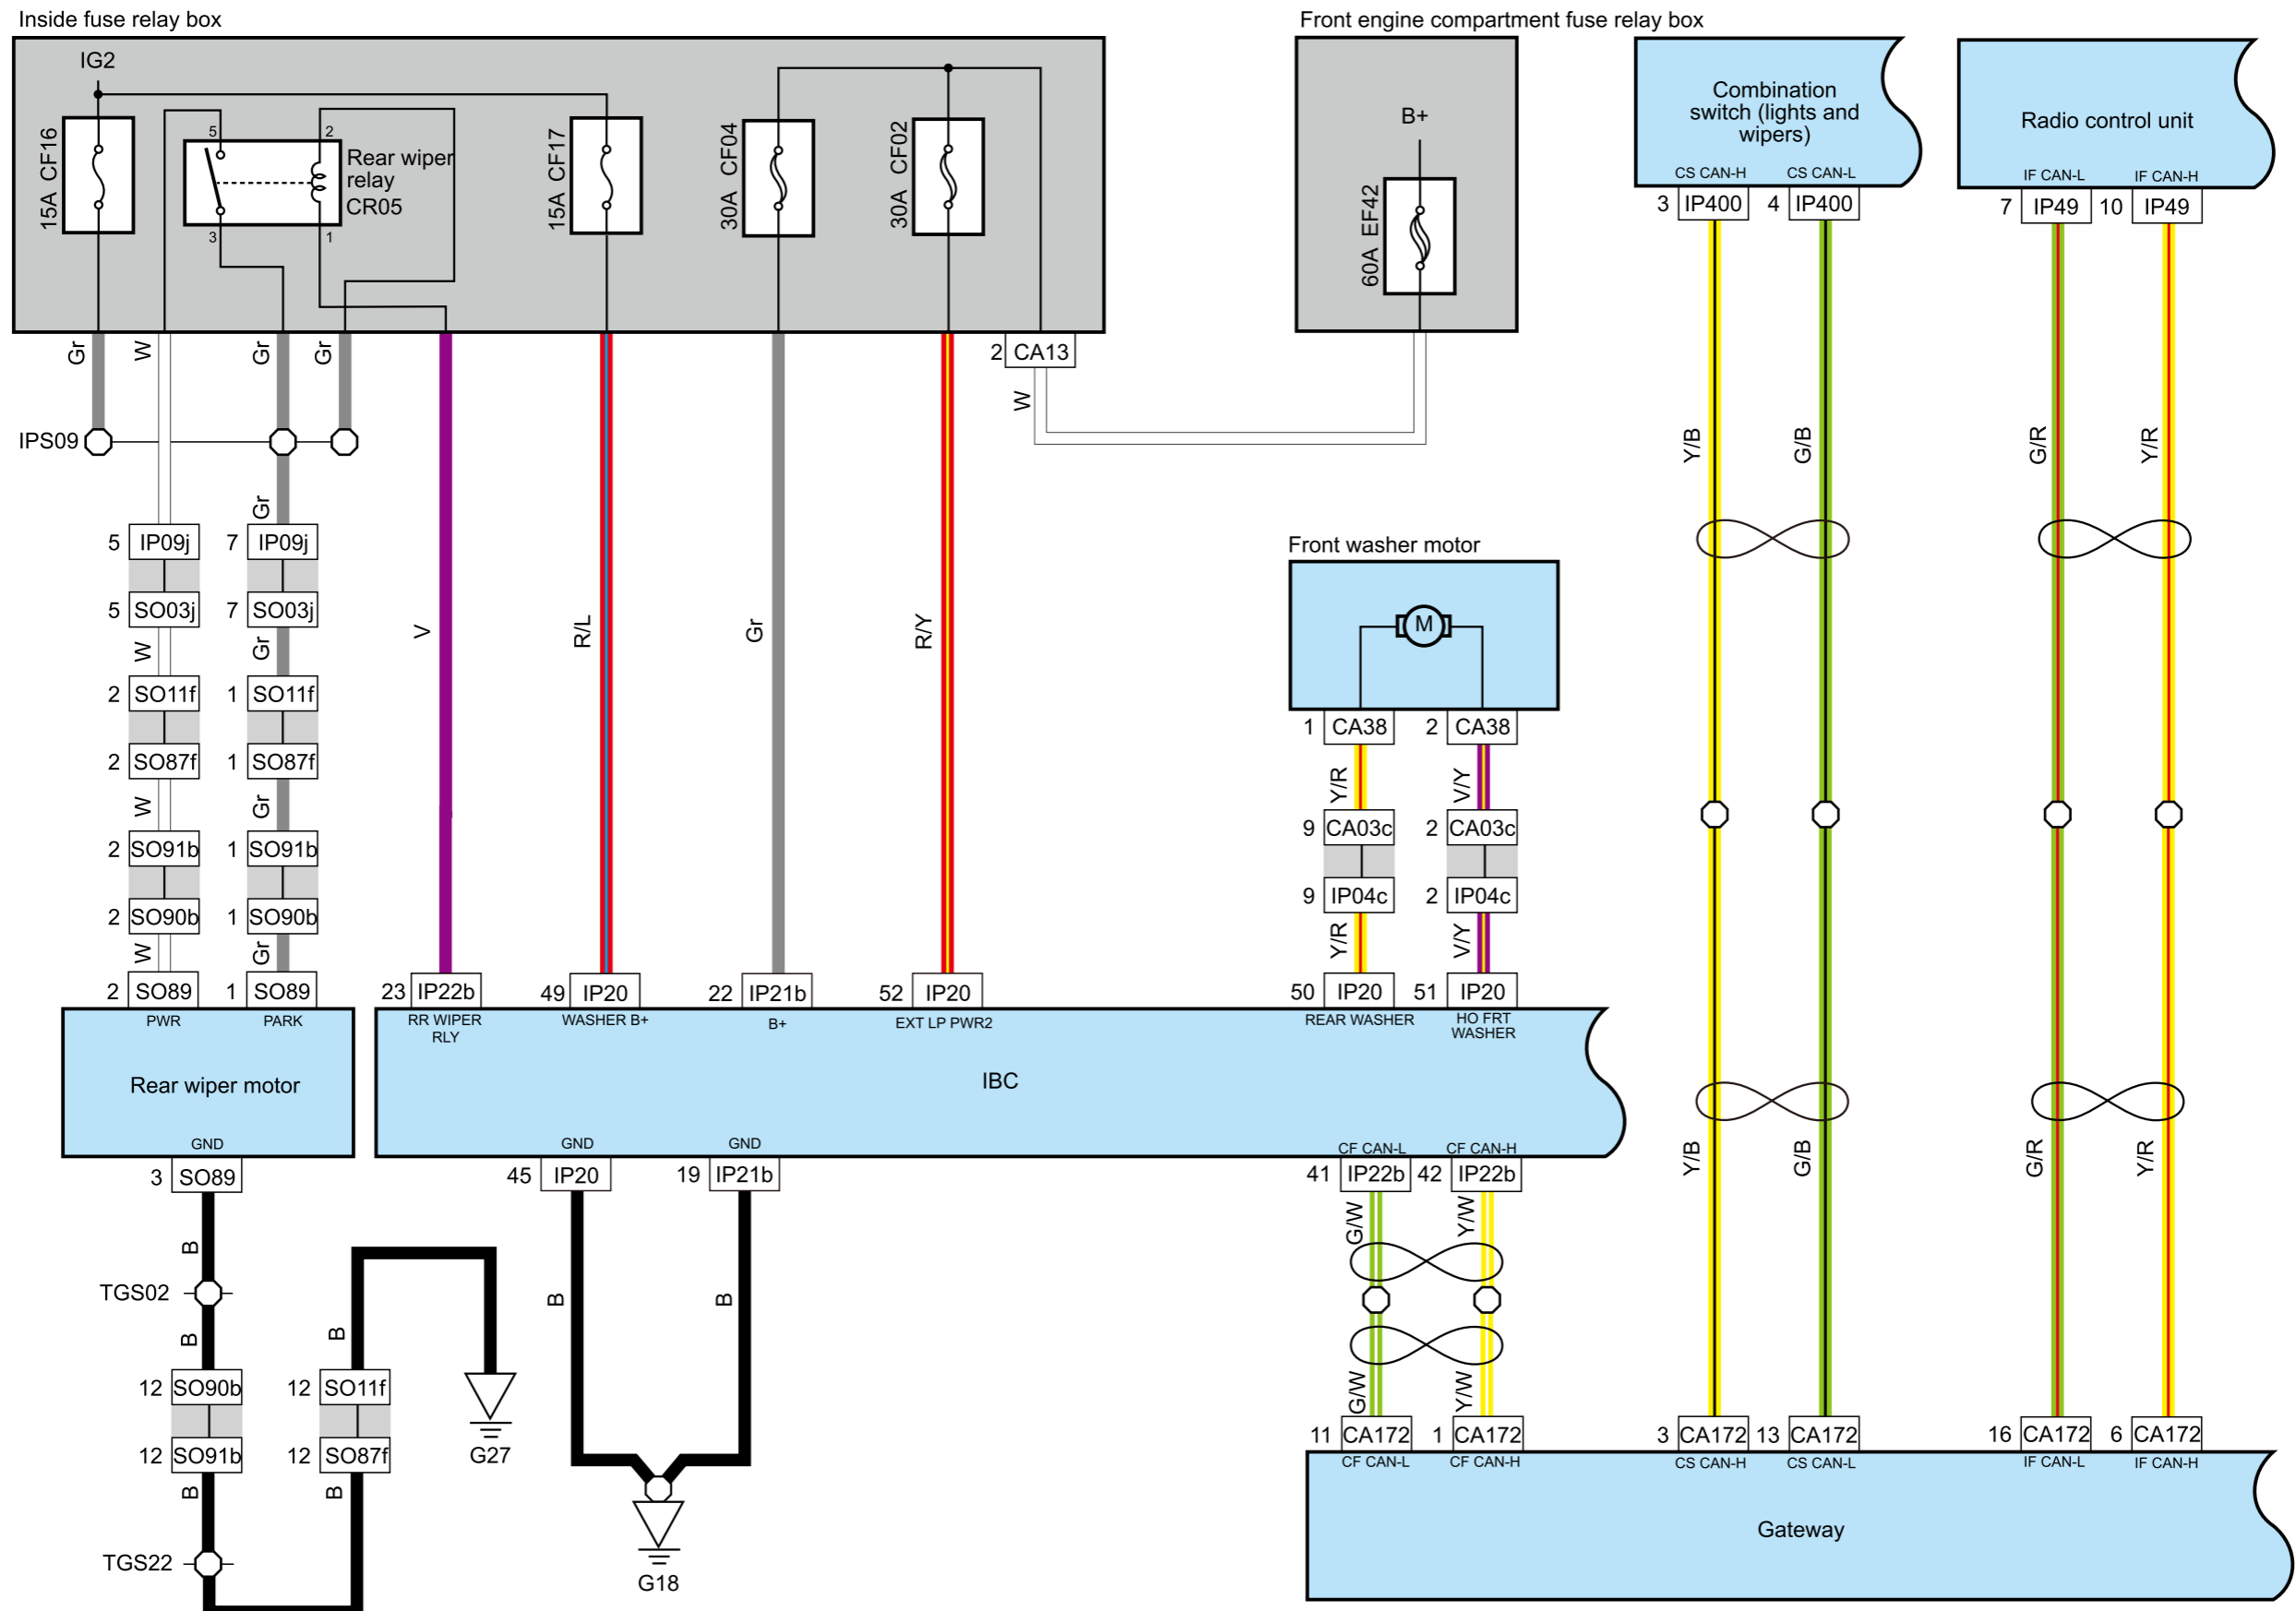 Inside fuse relay box
Front engine compartment fuse relay box
IG2
15A CF16
5
2
3
1
Rear wiper
relay
CR05
15A CF17
30A CF04
30A CF02
B+
60A EF42
Combination
switch (lights and
wipers)
CS CAN-H
CS CAN-L
Radio control unit
IF CAN-L
IF CAN-H
3 IP400
4 IP400
7 IP49
10 IP49
Gr
W
Gr
Gr
2 CA13
W
IPS09
Y/B
G/B
G/R
Y/R
Gr
5 IP09j
7 IP09j
5 SO03j
7 SO03j
W
Gr
V
R/L
Gr
R/Y
Front washer motor
M
2 SO11f
1 SO11f
2 SO87f
1 SO87f
1 CA38
2 CA38
W
Gr
Y/R
V/Y
2 SO91b
1 SO91b
9 CA03c
2 CA03c
2 SO90b
1 SO90b
9 IP04c
2 IP04c
W
Gr
Y/R
V/Y
2 SO89
1 SO89
23 IP22b
49 IP20
22 IP21b
52 IP20
50 IP20
51 IP20
PWR
PARK
RR WIPER
RLY
WASHER B+
B+
EXT LP PWR2
REAR WASHER
HO FRT
WASHER
Rear wiper motor
IBC
GND
GND
GND
CF CAN-L
CF CAN-H
3 SO89
45 IP20
19 IP21b
41 IP22b
42 IP22b
Y/B
G/B
G/R
Y/R
B
G/W
Y/W
TGS02
B
B
B
B
12 SO90b
12 SO11f
12 SO91b
12 SO87f
G27
G/W
Y/W
11 CA172
1 CA172
3 CA172
13 CA172
16 CA172
6 CA172
CF CAN-L
CF CAN-H
CS CAN-H
CS CAN-L
IF CAN-L
IF CAN-H
B
B
TGS22
G18
Gateway